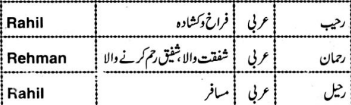 رحیب عربی فراخ وکشادہ Rahil
رحمان عربی شفقت والا، شفیق رحم کرنے والا Rehman
رحیل عربی مسافر Rahil